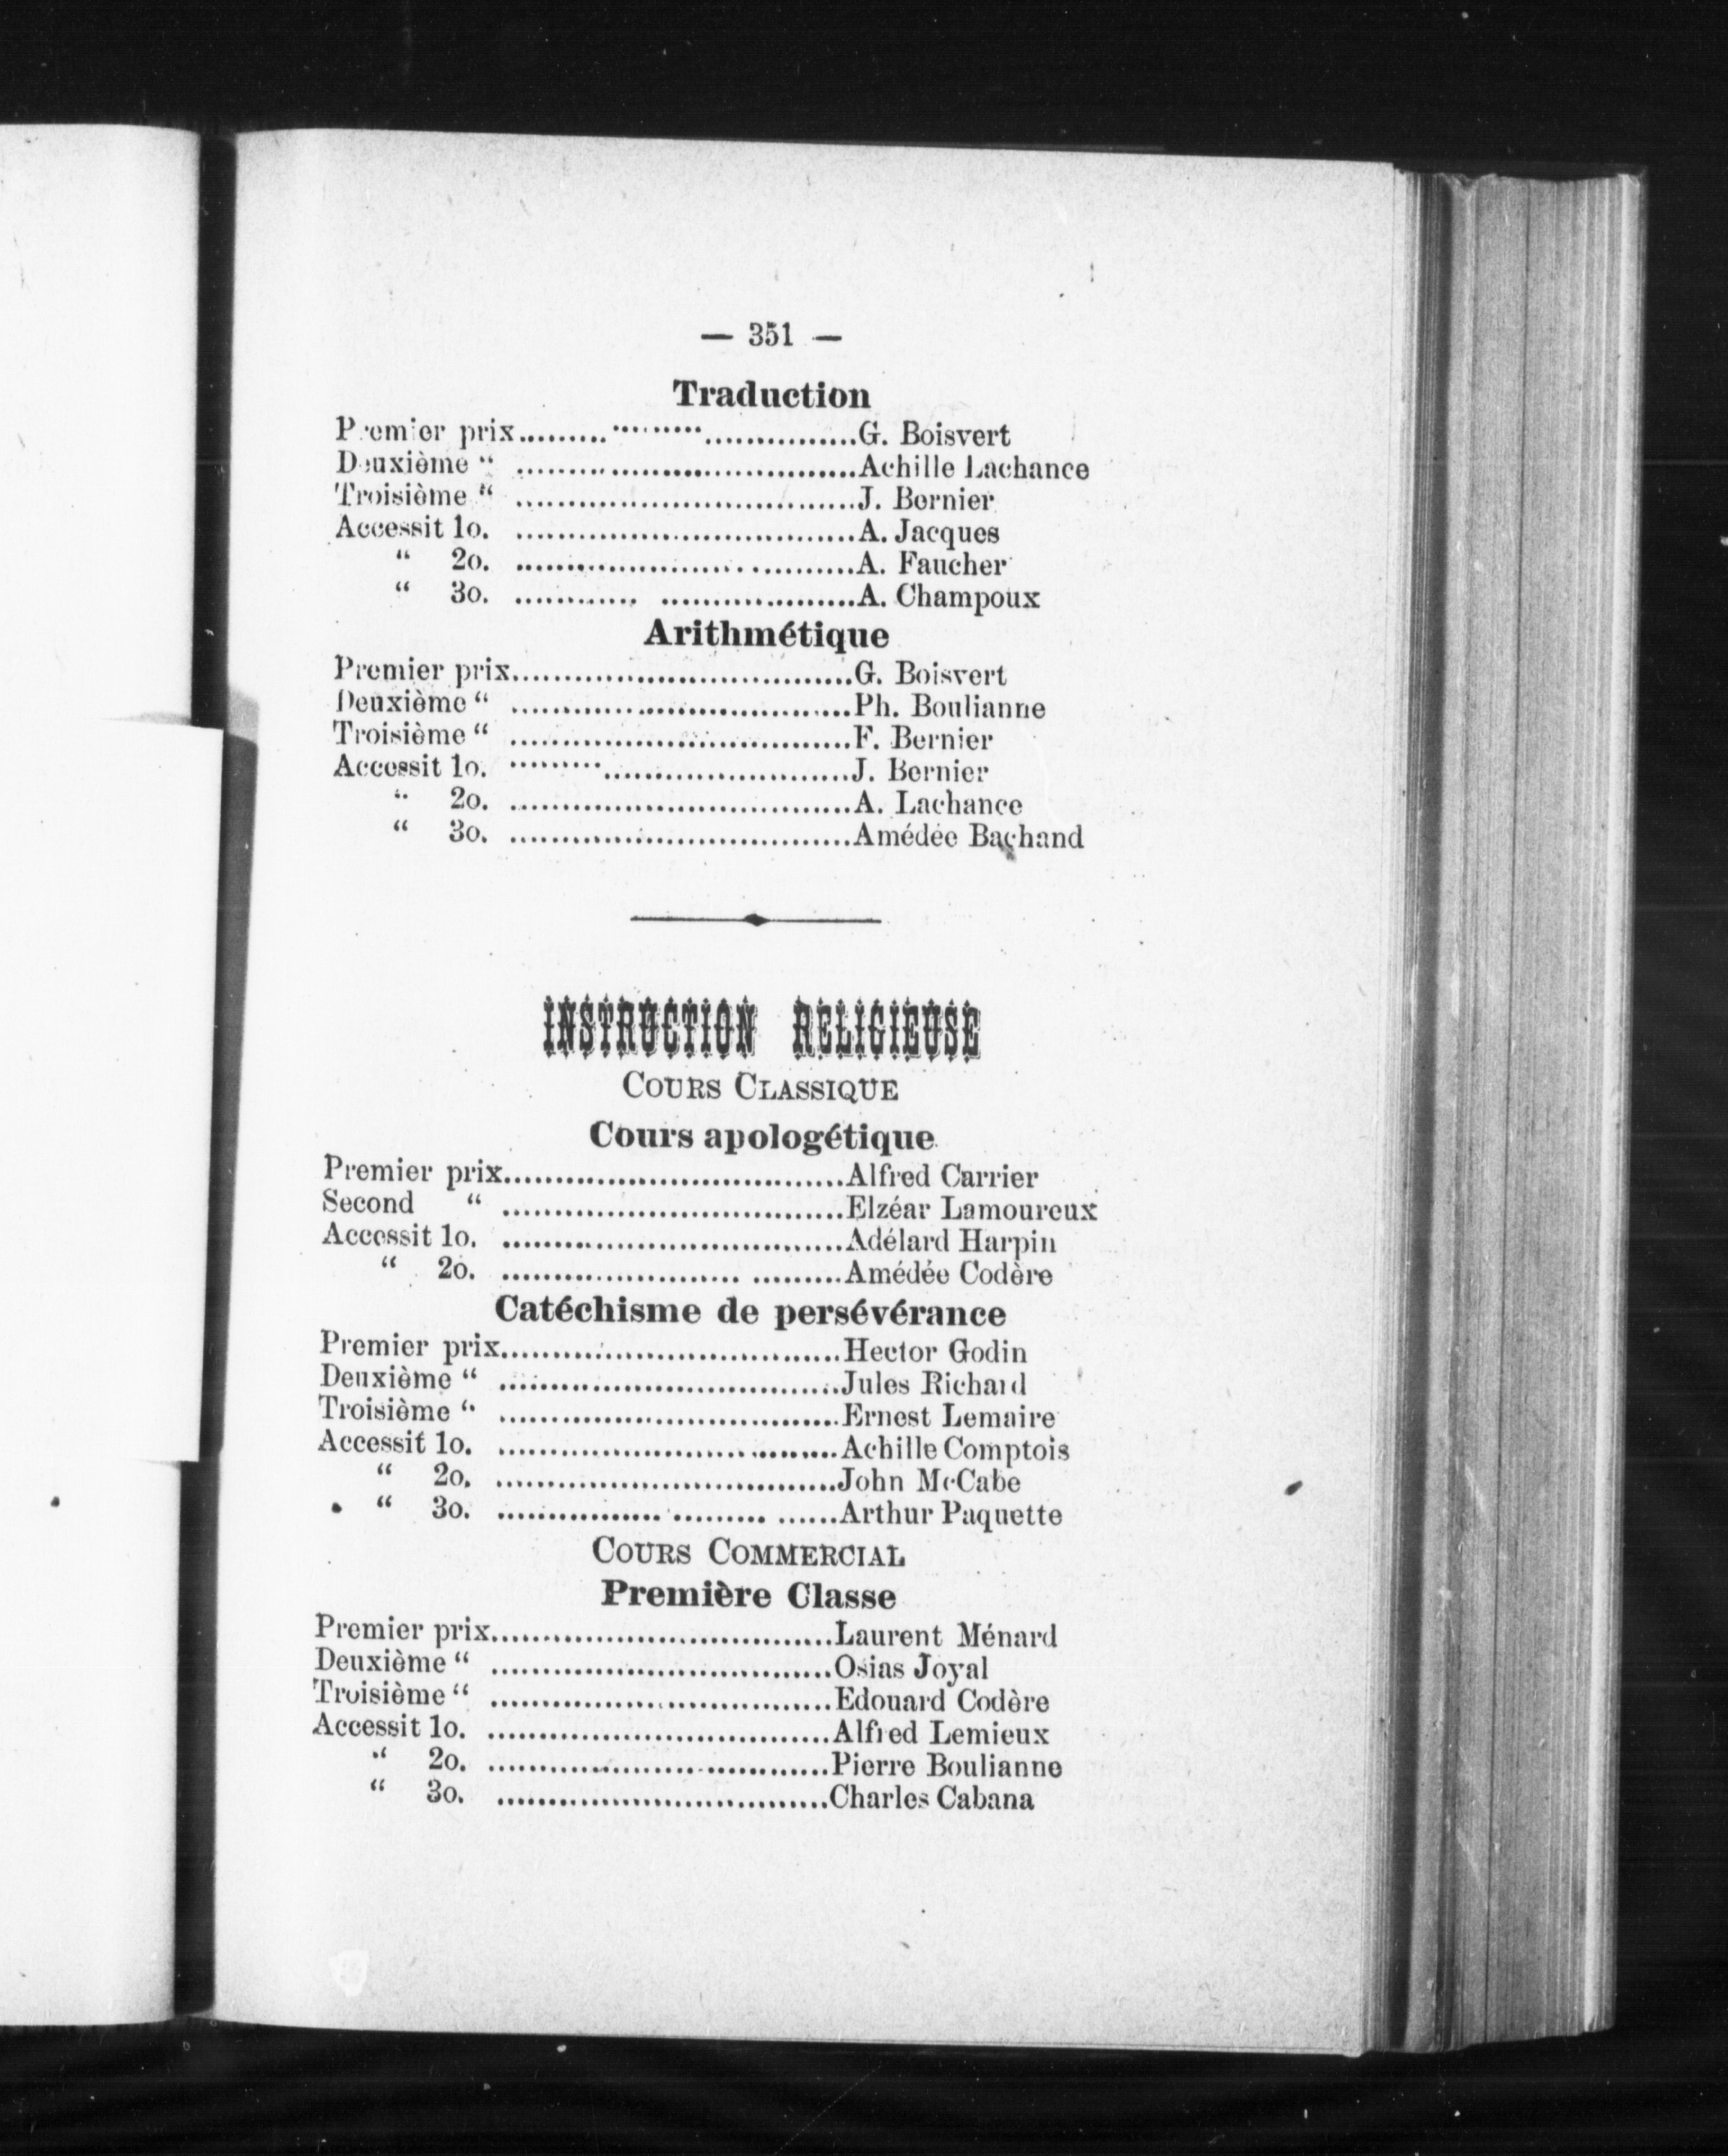 — 351 —
Traduction
Premier prix.................................G. Boisvert
Deuxième “ .................................Achille Lachance
Troisième “ .................................J. Bernier
Accessit 1o. .................................A. Jacques
“ 2o. .................................A. Faucher
“ 3o. ............ ...................A. Champoux
Arithmétique
Premier prix.................................G. Boisvert
Deuxième “ .................................Ph. Boulianne
Troisième “ .................................F. Bernier
Accessit 1o. .................................J. Bernier
“ 2o. .................................A. Lachance
“ 3o. .................................Amédée Bachand
INSTRUCTION RELIGIEUSE
COURS CLASSIQUE
Cours apologétique
Premier prix.................................Alfred Carrier
Second “ .................................Elzéar Lamoureux
Accessit 1o. .................................Adélard Harpin
“ 2o. ....................... .........Amédée Codère
Catéchisme de persévérance
Premier prix.................................Hector Godin
Deuxième “ .................................Jules Richard
Troisième “ .................................Ernest Lemaire
Accessit 1o. .................................Achille Comptois
“ 2o. .................................John McCabe
“ 3o. ................ ......... ......Arthur Paquette
COURS COMMERCIAL
Première Classe
Premier prix.................................Laurent Ménard
Deuxième “ .................................Osias Joyal
Troisième “ .................................Edouard Codère
Accessit 1o. .................................Alfred Lemieux
“ 2o. .................................Pierre Boulianne
“ 3o. ................................Charles Cabana